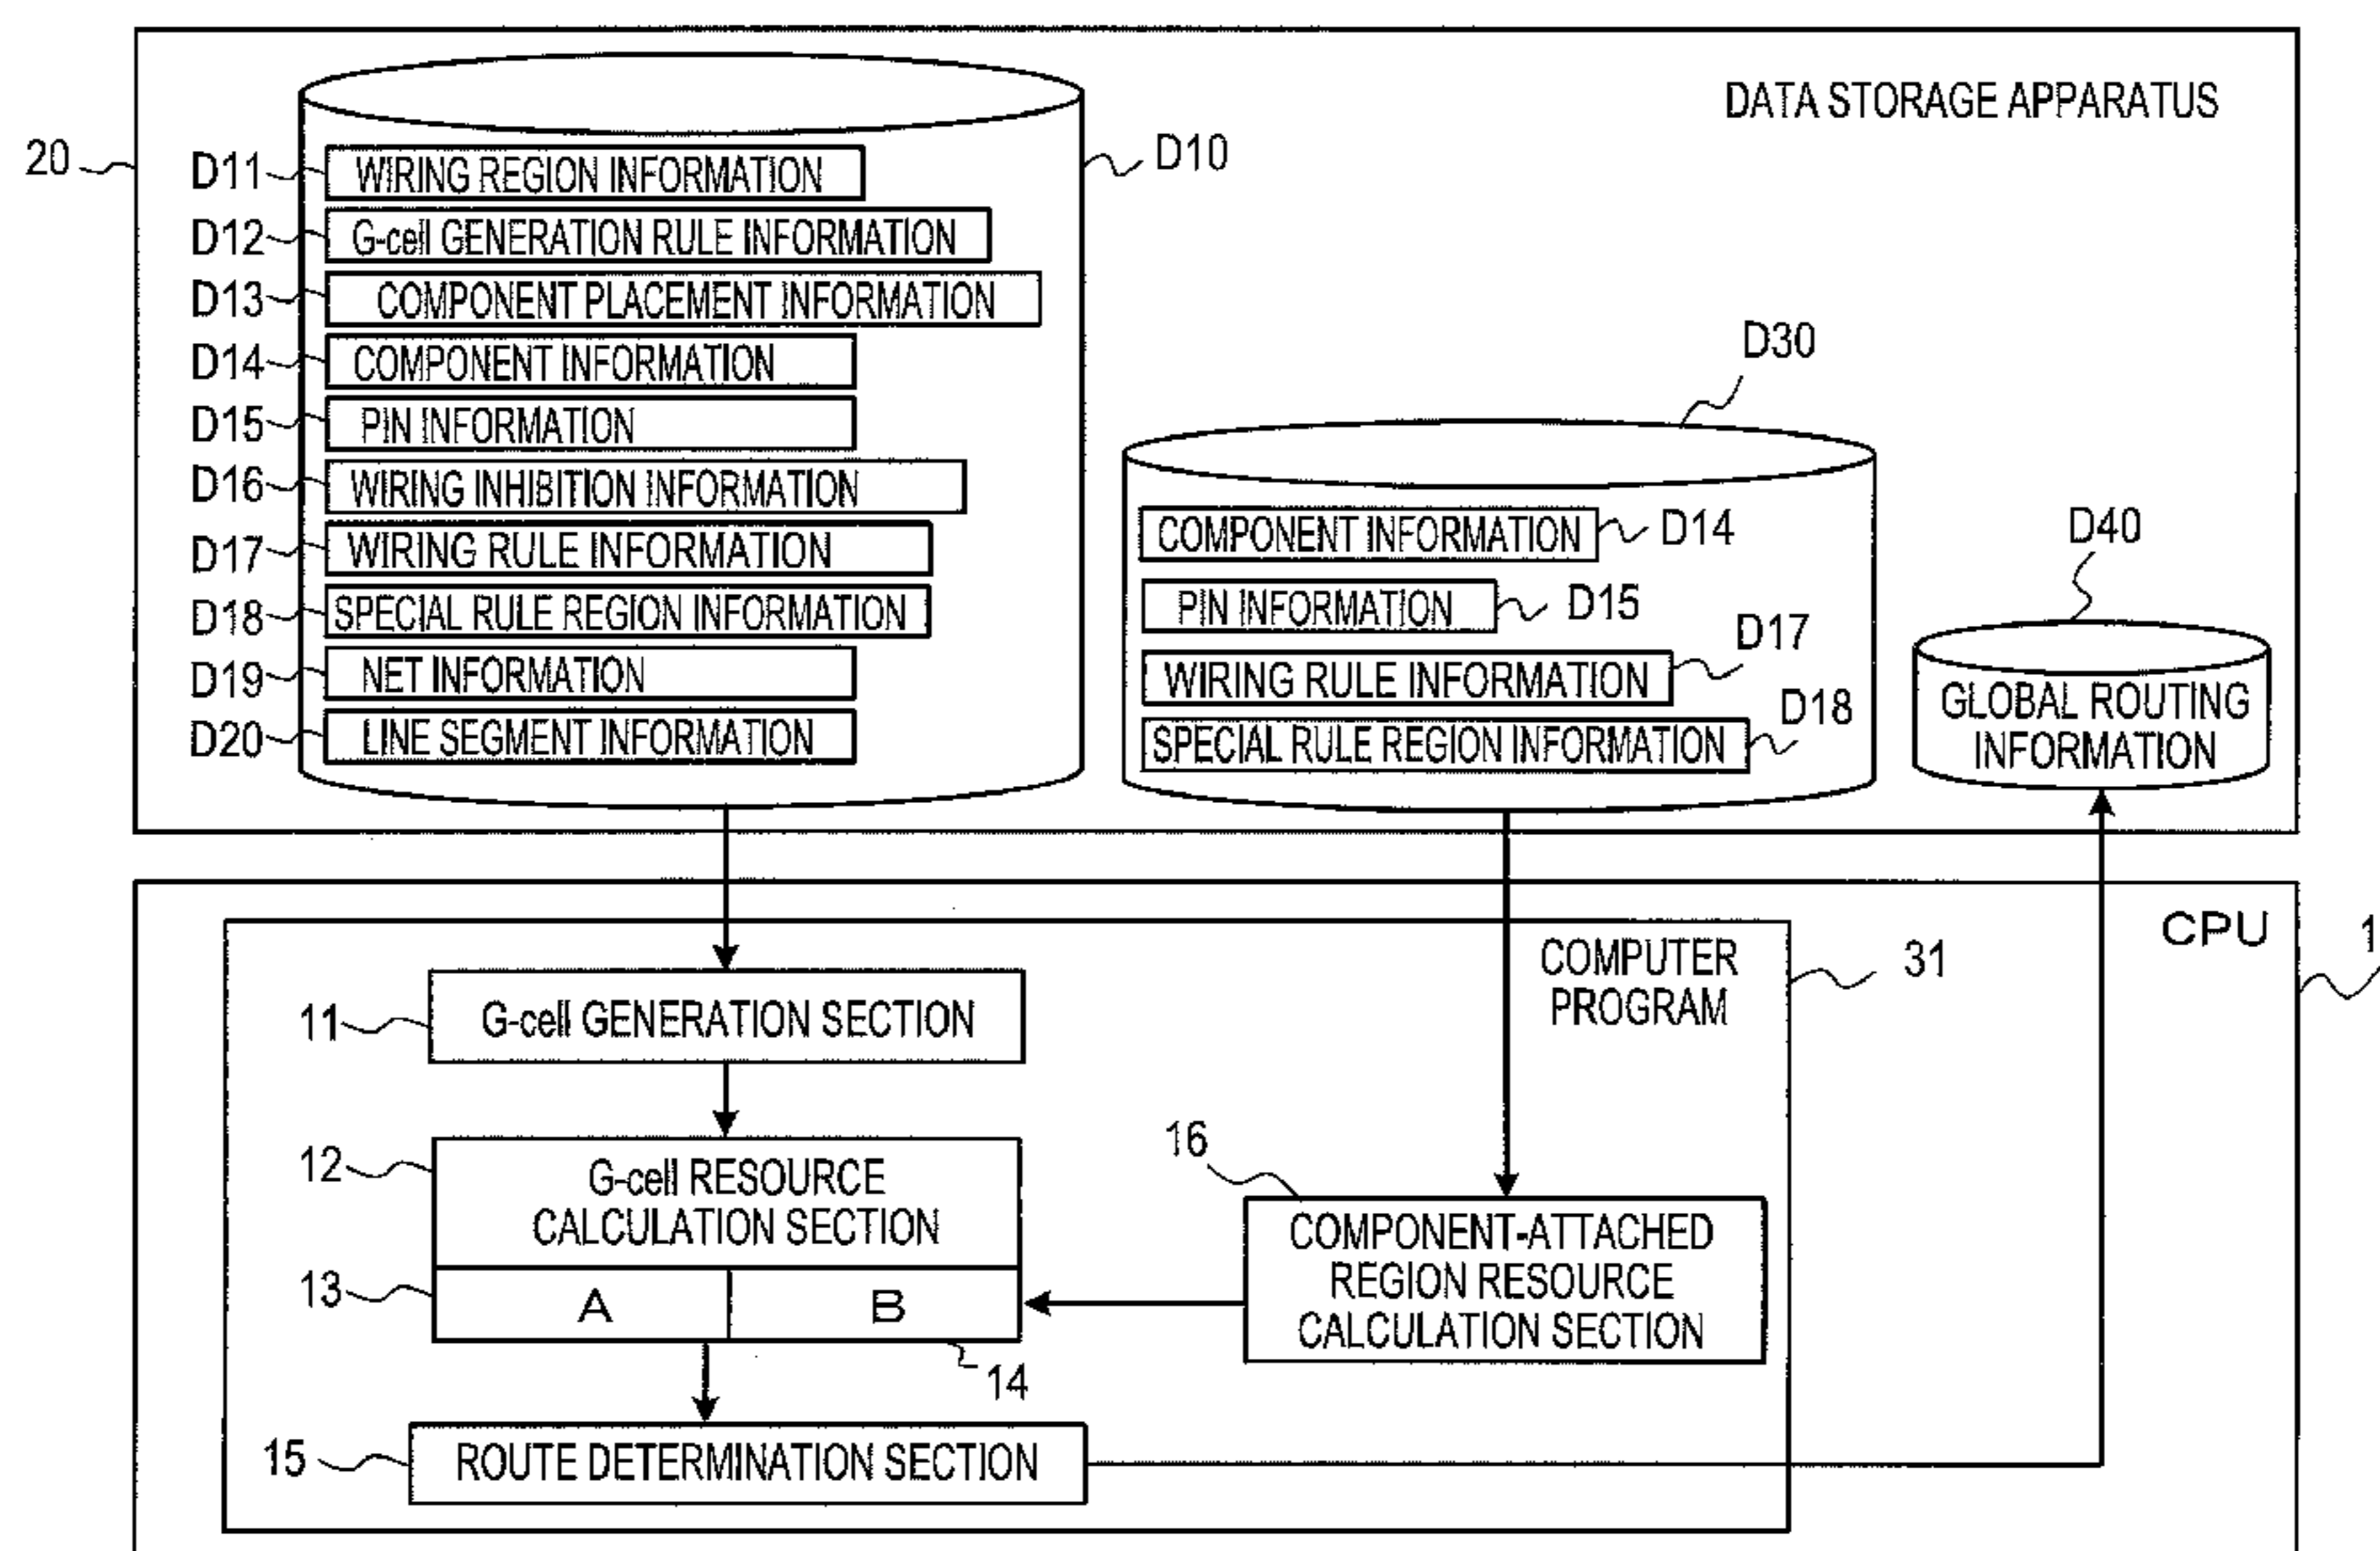 DATA STORAGE APPARATUS
20
D10
D11 WIRING REGION INFORMATION
D12 G-cell GENERATION RULE INFORMATION
D13 COMPONENT PLACEMENT INFORMATION
D14 COMPONENT INFORMATION
D15 PIN INFORMATION
D16 WIRING INHIBITION INFORMATION
D17 WIRING RULE INFORMATION
D18 SPECIAL RULE REGION INFORMATION
D19 NET INFORMATION
D20 LINE SEGMENT INFORMATION
D30
COMPONENT INFORMATION D14
PIN INFORMATION D15
WIRING RULE INFORMATION D17
SPECIAL RULE REGION INFORMATION D18
D40
GLOBAL ROUTING
INFORMATION
CPU
1
COMPUTER
PROGRAM
31
11 G-cell GENERATION SECTION
12 G-cell RESOURCE
CALCULATION SECTION
13 A B
14
16
COMPONENT-ATTACHED
REGION RESOURCE
CALCULATION SECTION
15 ROUTE DETERMINATION SECTION